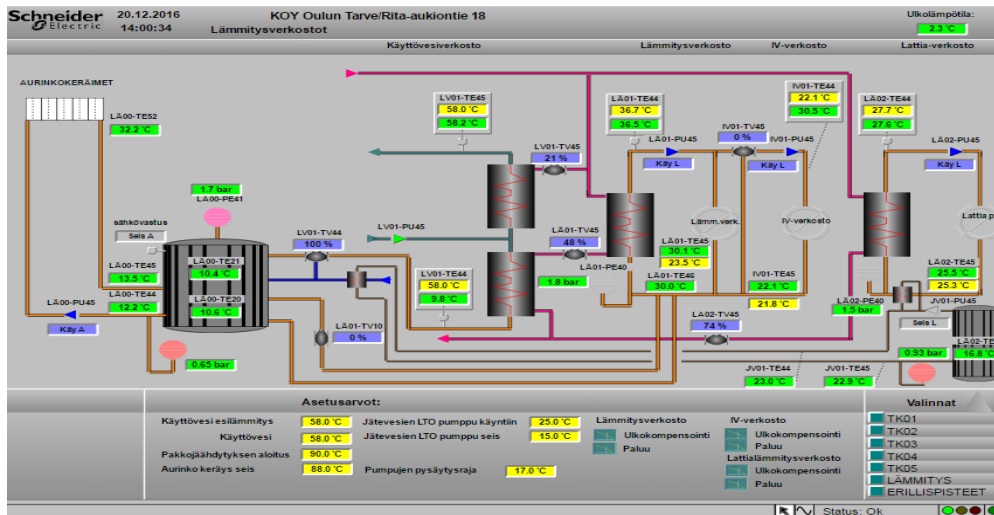 Schneider Electric
20.12.2016
14:00:34
KOY Oulun Tarve/Rita-aukiontie 18
Lämmitysverkostot
Ulkolämpötila:
2.3 °C
Käyttövesiverkosto
Lämmitysverkosto
IV-verkosto
Lattia-verkosto
AURINKOKERÄIMET
LÄ00-TE52
32.2 °C
LV01-TE45
58.0 °C
58.2 °C
LÄ01-TE44
36.7 °C
36.5 °C
IV01-TE44
22.1 °C
30.5 °C
LÄ02-TE44
27.7 °C
27.6 °C
LV01-TV45
21 %
LÄ01-PU45
Käy L
IV01-TV45
0 %
IV01-PU45
Käy L
LÄ02-PU45
Käy L
1.7 bar
LÄ00-PE41
sähkövastus
Seis A
LV01-TV44
100 %
LV01-PU45
LÄ01-TV45
48 %
Lämm.verk.
IV-verkosto
Lattia p
LÄ00-TE45
13.5 °C
LÄ00-TE44
12.2 °C
LÄ00-TE21
10.4 °C
LÄ00-TE20
10.6 °C
LÄ00-PU45
Käy A
LV01-TE44
58.0 °C
9.8 °C
LÄ01-PE40
1.8 bar
LÄ01-TE45
30.1 °C
23.5 °C
LÄ01-TE46
30.0 °C
IV01-TE45
22.1 °C
21.8 °C
LÄ02-TE45
25.5 °C
25.3 °C
LÄ02-PE40
1.5 bar
JV01-PU45
Seis L
LÄ01-TV10
0 %
LÄ02-TV45
74 %
0.65 bar
0.93 bar
LÄ02-TE
16.8 °C
JV01-TE44
23.0 °C
JV01-TE45
22.9 °C
Asetusarvot:
Käyttövesi esilämmitys 58.0 °C
Käyttövesi 58.0 °C
Pakkojäähdytyksen aloitus 90.0 °C
Aurinko keräys seis 88.0 °C
Jätevesien LTO pumppu käyntiin 25.0 °C
Jätevesien LTO pumppu seis 15.0 °C
Pumpujen pysäytysraja 17.0 °C
Lämmitysverkosto
Ulkokompensointi
Paluu
IV-verkosto
Ulkokompensointi
Paluu
Lattialämmitysverkosto
Ulkokompensointi
Paluu
Valinnat
TK01
TK02
TK03
TK04
TK05
LÄMMITYS
ERILLISPISTEET
Status: Ok